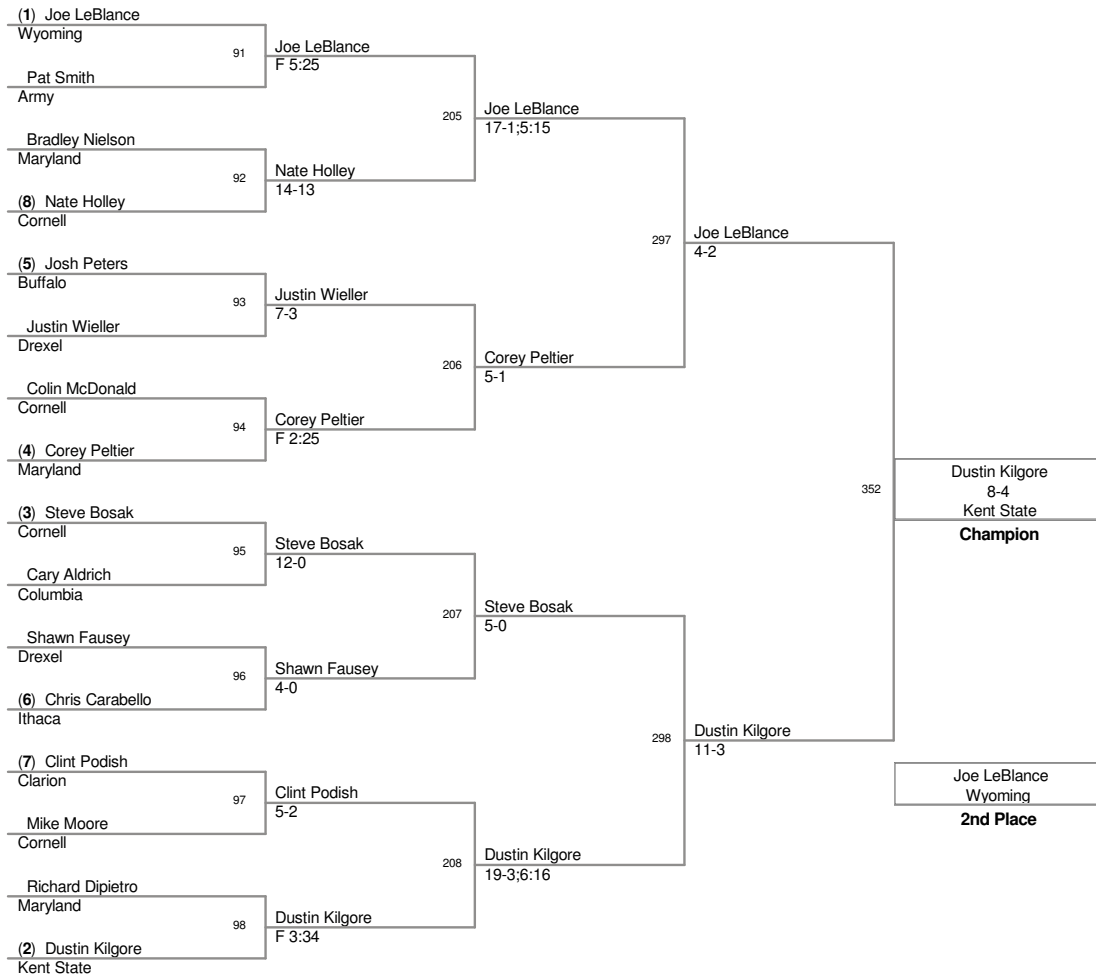 (1) Joe LeBlance
Wyoming
91
Pat Smith
Army
Joe LeBlance
F 5:25
Bradley Nielson
Maryland
92
(8) Nate Holley
Cornell
Nate Holley
14-13
205
Joe LeBlance
17-1;5:15
(5) Josh Peters
Buffalo
93
Justin Wieller
Drexel
Justin Wieller
7-3
Colin McDonald
Cornell
94
(4) Corey Peltier
Maryland
Corey Peltier
F 2:25
206
Corey Peltier
5-1
297
Joe LeBlance
4-2
(3) Steve Bosak
Cornell
95
Cary Aldrich
Columbia
Steve Bosak
12-0
Shawn Fausey
Drexel
96
(6) Chris Carabello
Ithaca
Shawn Fausey
4-0
207
Steve Bosak
5-0
(7) Clint Podish
Clarion
97
Mike Moore
Cornell
Clint Podish
5-2
Richard Dipietro
Maryland
98
(2) Dustin Kilgore
Kent State
Dustin Kilgore
F 3:34
208
Dustin Kilgore
19-3;6:16
298
Dustin Kilgore
11-3
352
Dustin Kilgore
8-4
Kent State
Champion
Joe LeBlance
Wyoming
2nd Place